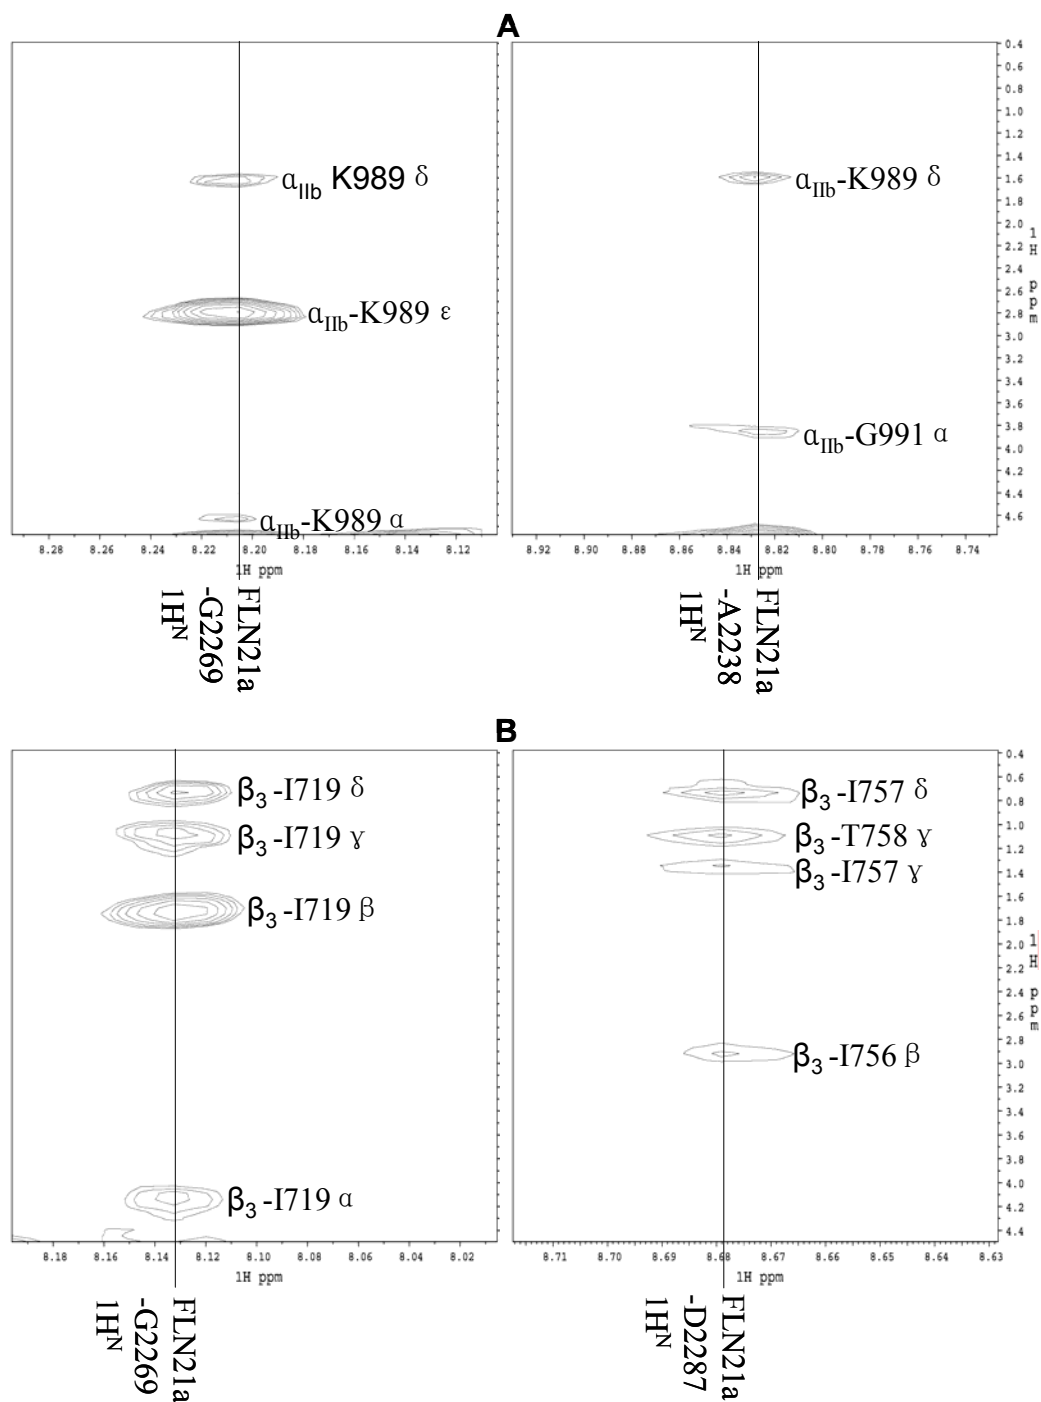 A
α_IIb K989 δ
α_IIb-K989 ε
α_IIb-K989 α
8.28 8.26 8.24 8.22 8.20 8.18 8.16 8.14 8.12
1H ppm
FLN21a
-G2269
1H^N
0.4
0.6
0.8
1.0
1.2
1.4
1.6
1.8
2.0
2.2
2.4
2.6
2.8
3.0
3.2
3.4
3.6
3.8
4.0
4.2
4.4
4.6
1H ppm
α_IIb-K989 δ
α_IIb-G991 α
8.92 8.90 8.88 8.86 8.84 8.82 8.80 8.78 8.76 8.74
1H ppm
FLN21a
-A2238
1H^N
B
β3-I719 δ
β3-I719 γ
β3-I719 β
β3-I719 α
8.18 8.16 8.14 8.12 8.10 8.08 8.06 8.04 8.02
1H ppm
FLN21a
-G2269
1H^N
0.4
0.6
0.8
1.0
1.2
1.4
1.6
1.8
2.0
2.2
2.4
2.6
2.8
3.0
3.2
3.4
3.6
3.8
4.0
4.2
4.4
1H ppm
β3-I757 δ
β3-T758 γ
β3-I757 γ
β3-I756 β
8.71 8.70 8.69 8.68 8.67 8.66 8.65 8.64 8.63
1H ppm
FLN21a
-D2287
1H^N